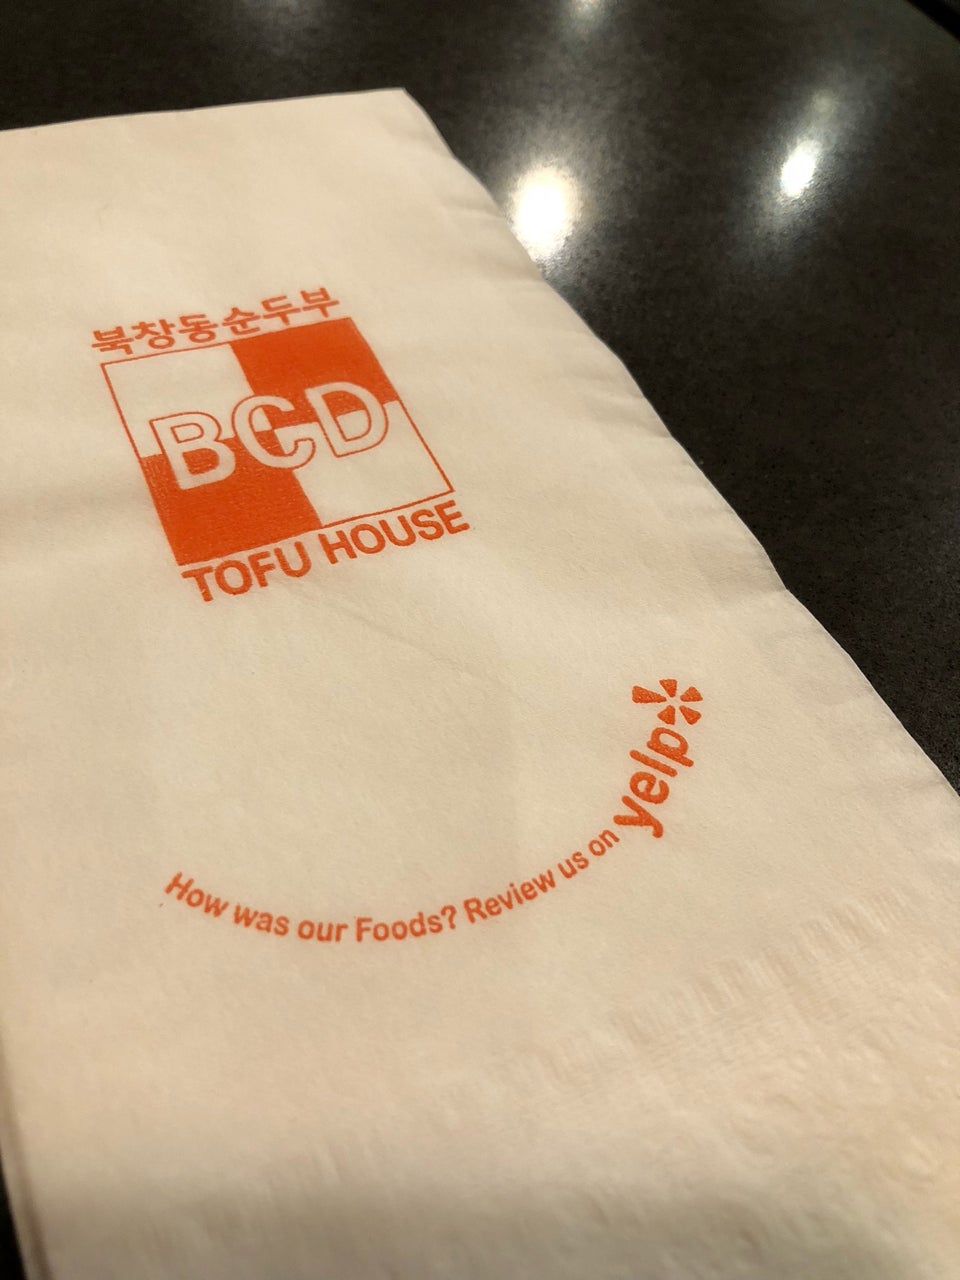 북창동순두부
BCD
TOFU HOUSE
How was our Foods? Review us on yelp